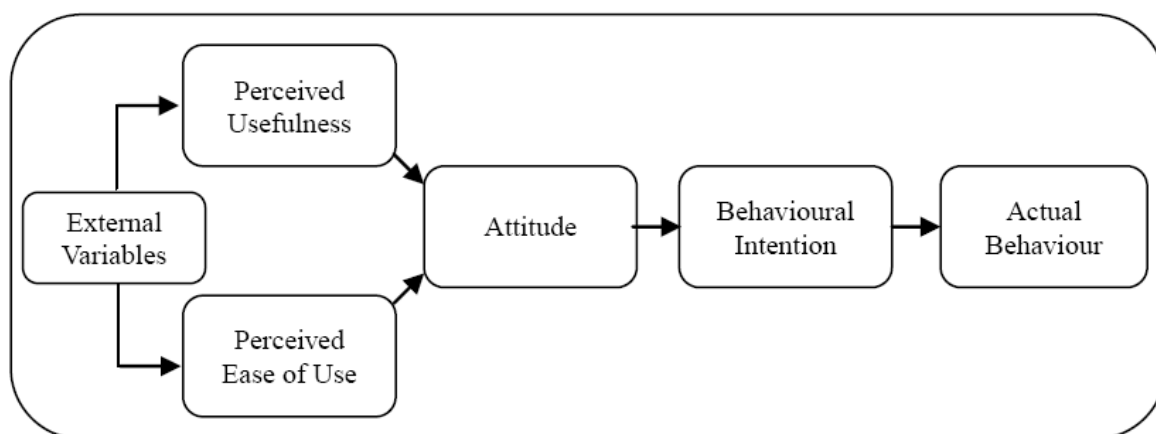 Perceived
Usefulness
External
Variables
Attitude
Behavioural
Intention
Actual
Behaviour
Perceived
Ease of Use